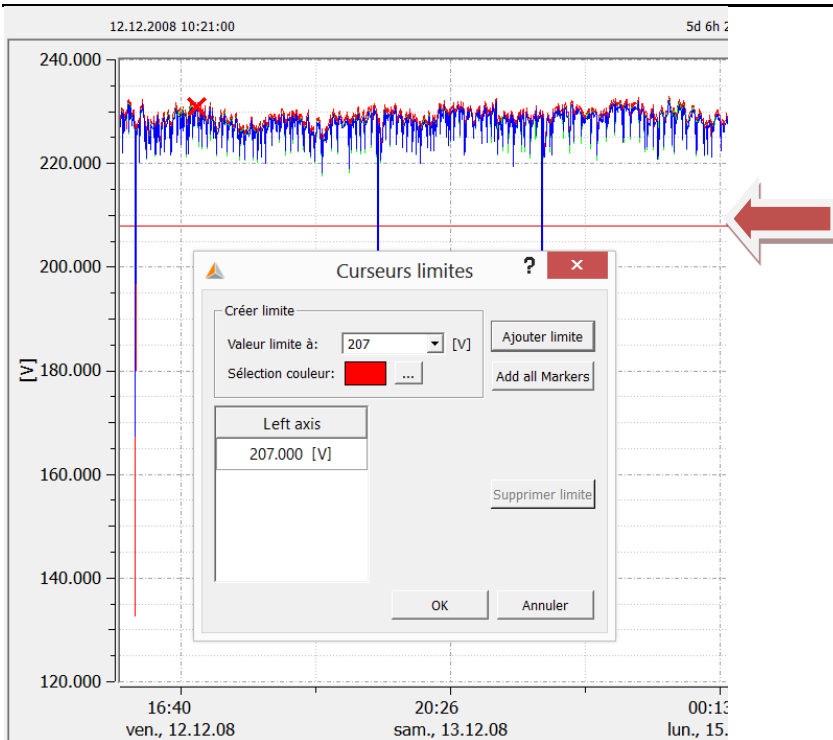 12.12.2008 10:21:00 5d 6h 2
240.000
220.000
200.000
[V]
180.000
160.000
140.000
120.000
Curseurs limites ? ×
Créer limite
Valeur limite à: 207 [V]
Sélection couleur: ...
Ajouter limite
Add all Markers
Left axis
207.000 [V]
Supprimer limite
OK Annuler
16:40 20:26 00:13
ven., 12.12.08 sam., 13.12.08 lun., 15.